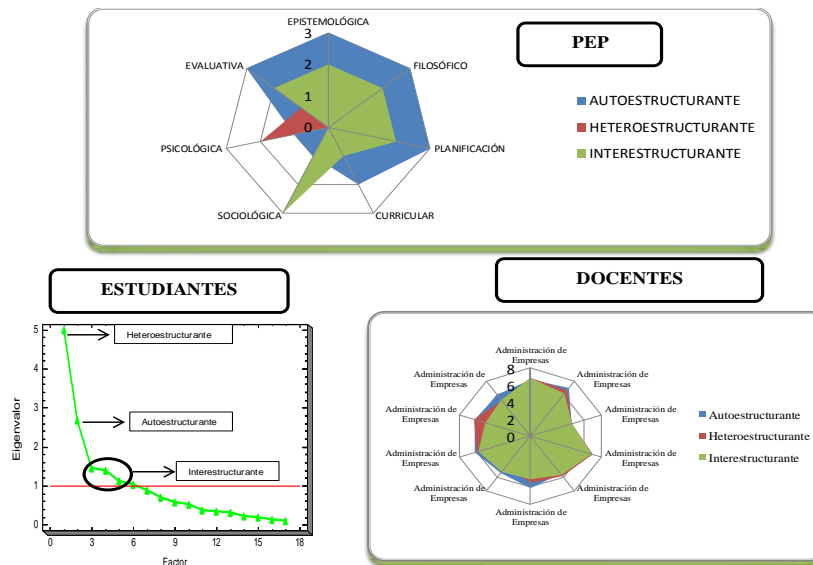 EPISTEMOLÓGICA
3
2
1
0
FILOSÓFICO
PLANIFICACIÓN
CURRICULAR
SOCIOLÓGICA
PSICOLÓGICA
EVALUATIVA
PEP
AUTOESTRUCTURANTE
HETEROESTRUCTURANTE
INTERESTRUCTURANTE
ESTUDIANTES
Eigenvalor
5
4
3
2
1
0
Heteroestructurante
Autoestructurante
Interestructurante
0 3 6 9 12 15 18
Factor
DOCENTES
Administración de
Empresas
8
6
4
2
0
Administración de
Empresas
Administración de
Empresas
Administración de
Empresas
Administración de
Empresas
Administración de
Empresas
Administración de
Empresas
Administración de
Empresas
Administración de
Empresas
Administración de
Empresas
Autoestructurante
Heteroestructurante
Interestructurante